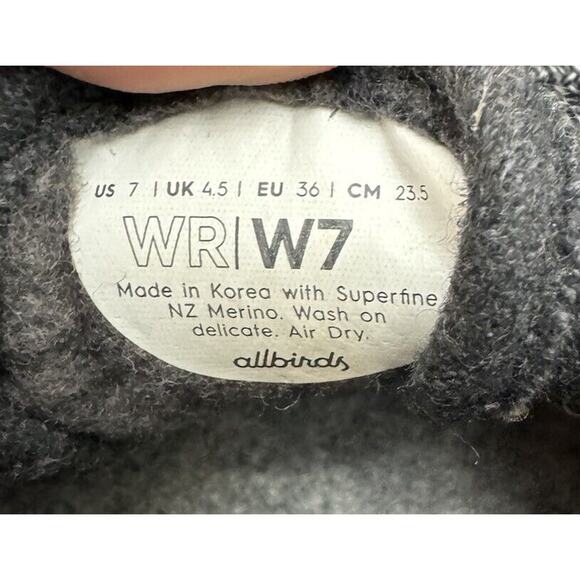 US 7 | UK 4.5 | EU 36 | CM 23.5
WR|W7
Made in Korea with Superfine
NZ Merino. Wash on
delicate. Air Dry.
allbirds